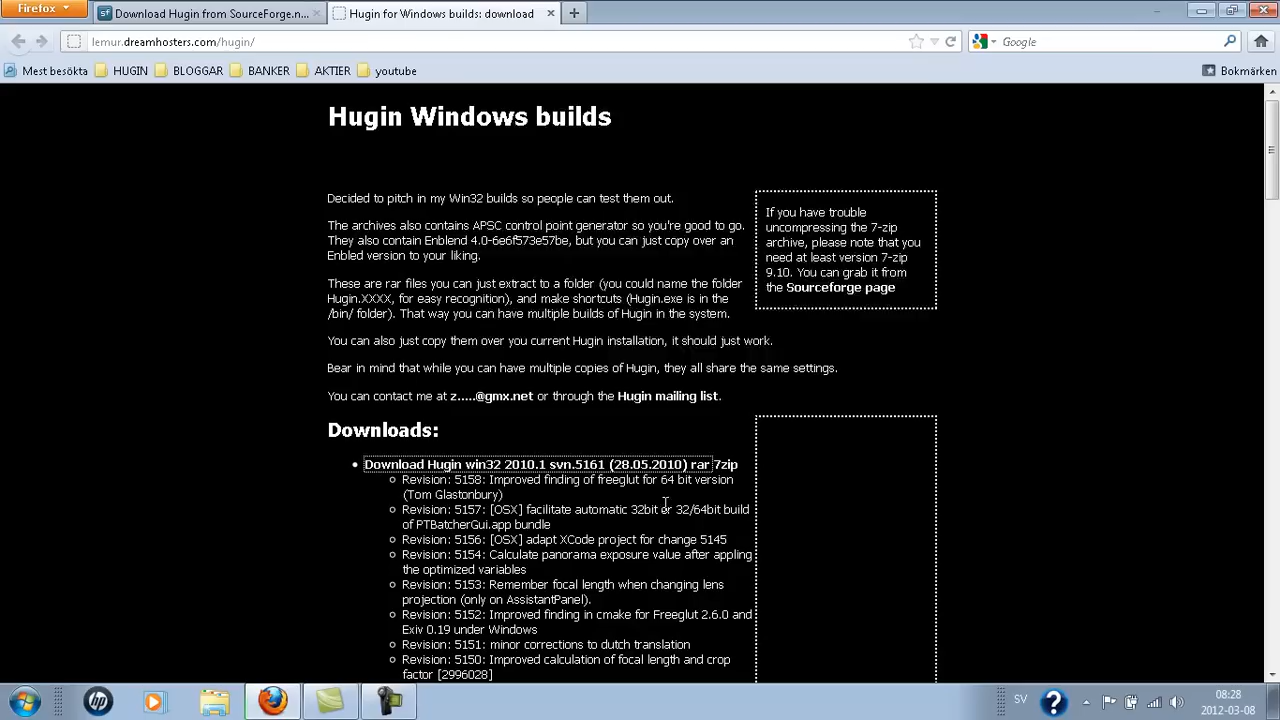 Firefox
Download Hugin from SourceForge.n...
Hugin for Windows builds: download
lemur.dreamhosters.com/hugin/
Google
Mest besökta
HUGIN
BLOGGAR
BANKER
AKTIER
youtube
Bokmärken
Hugin Windows builds
Decided to pitch in my Win32 builds so people can test them out.
The archives also contains APSC control point generator so you're good to go.
They also contain Enblend 4.0-6e6f573e57be, but you can just copy over an
Enbled version to your liking.
These are rar files you can just extract to a folder (you could name the folder
Hugin.XXXX, for easy recognition), and make shortcuts (Hugin.exe is in the
/bin/ folder). That way you can have multiple builds of Hugin in the system.
You can also just copy them over you current Hugin installation, it should just work.
Bear in mind that while you can have multiple copies of Hugin, they all share the same settings.
You can contact me at z.....@gmx.net or through the Hugin mailing list.
If you have trouble
uncompressing the 7-zip
archive, please note that you
need at least version 7-zip
9.10. You can grab it from
the Sourceforge page
Downloads:
Download Hugin win32 2010.1 svn.5161 (28.05.2010) rar 7zip
Revision: 5158: Improved finding of freeglut for 64 bit version
(Tom Glastonbury)
Revision: 5157: [OSX] facilitate automatic 32bit or 32/64bit build
of PTBatcherGui.app bundle
Revision: 5156: [OSX] adapt XCode project for change 5145
Revision: 5154: Calculate panorama exposure value after appling
the optimized variables
Revision: 5153: Remember focal length when changing lens
projection (only on AssistantPanel).
Revision: 5152: Improved finding in cmake for Freeglut 2.6.0 and
Exiv 0.19 under Windows
Revision: 5151: minor corrections to dutch translation
Revision: 5150: Improved calculation of focal length and crop
factor [2996028]
hp
SV
08:28
2012-03-08